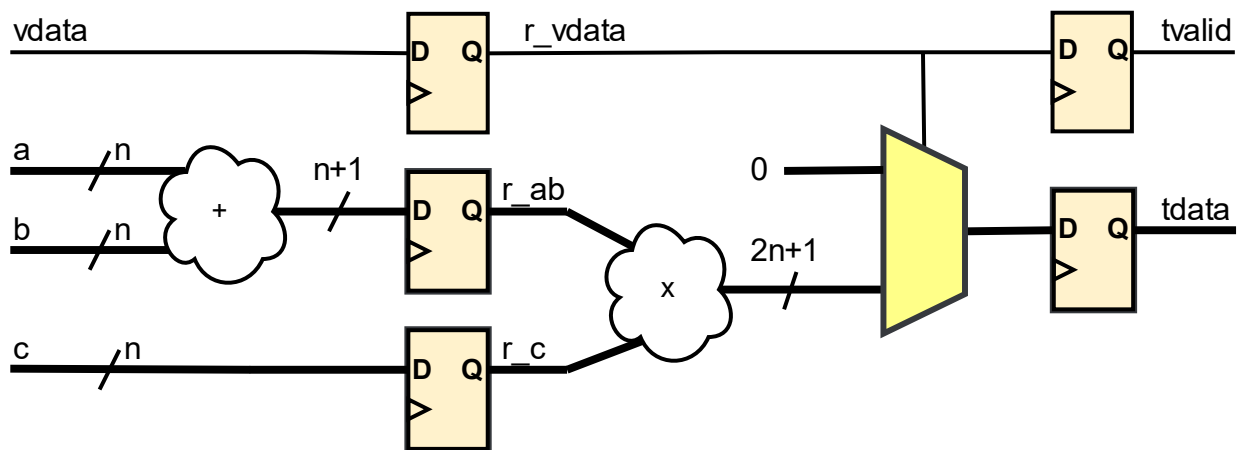 vdata
D Q
r_vdata
D Q
tvalid
a
n
b
n
+
n+1
D Q
r_ab
c
n
D Q
r_c
x
0
2n+1
D Q
tdata